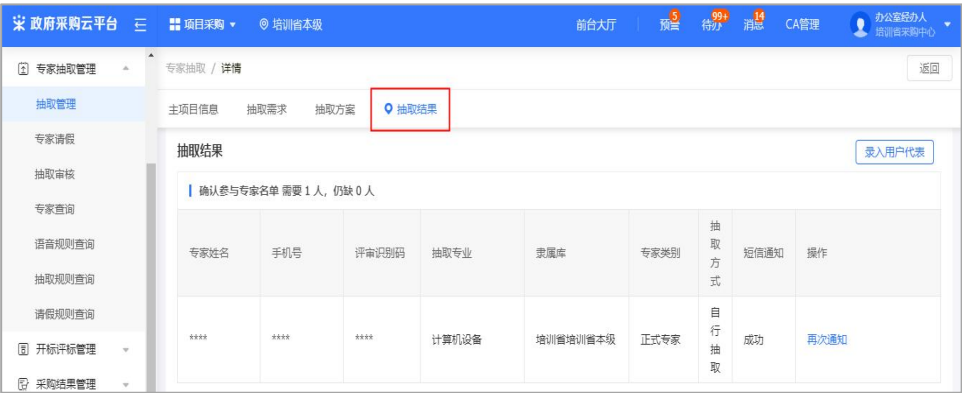 政府采购云平台
项目采购
培训省本级
前台大厅
预警
5
待办
99+
消息
14
CA管理
办公室经办人
培训省采购中心
专家抽取管理
抽取管理
专家请假
抽取审核
专家查询
语音规则查询
抽取规则查询
请假规则查询
开标评标管理
采购结果管理
专家抽取 / 详情
返回
主项目信息
抽取需求
抽取方案
抽取结果
抽取结果
录入用户代表
确认参与专家名单 需要 1 人，仍缺 0 人
专家姓名
手机号
评审识别码
抽取专业
隶属库
专家类别
抽取方式
短信通知
操作
****
****
****
计算机设备
培训省培训省本级
正式专家
自行抽取
成功
再次通知